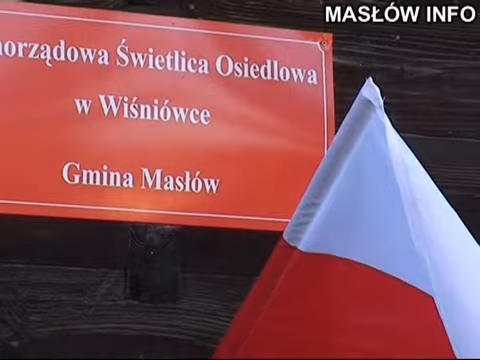 MASŁÓW INFO
orządowa Świetlica Osiedlowa
w Wiśniówce
Gmina Masłów